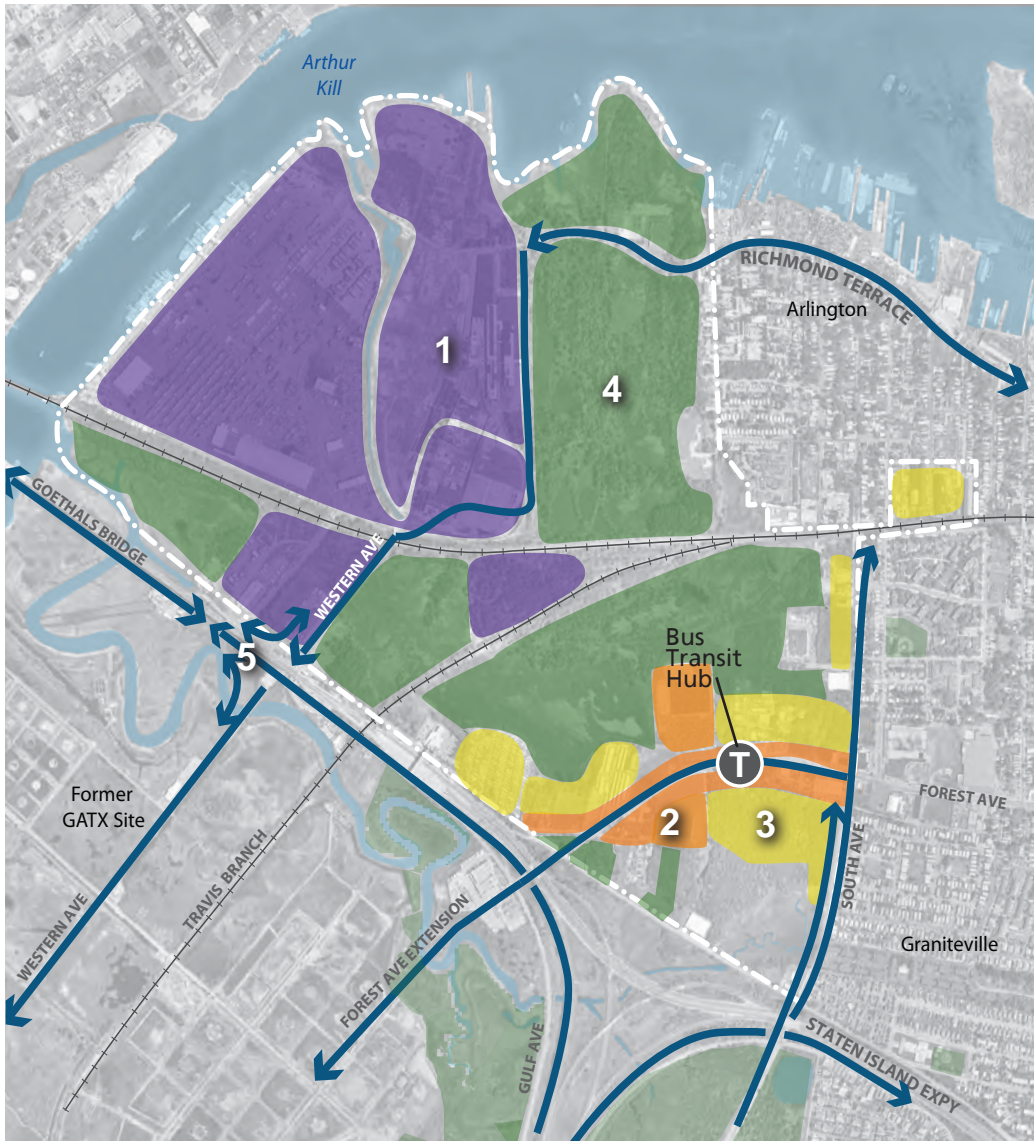 Arthur
Kill
RICHMOND TERRACE
Arlington
1
4
GOETHALS BRIDGE
WESTERN AVE
5
Bus
Transit
Hub
T
Former
GATX Site
FOREST AVE
2
3
SOUTH AVE
TRAVIS BRANCH
WESTERN AVE
FOREST AVE EXTENSION
Graniteville
GULF AVE
STATEN ISLAND EXPY